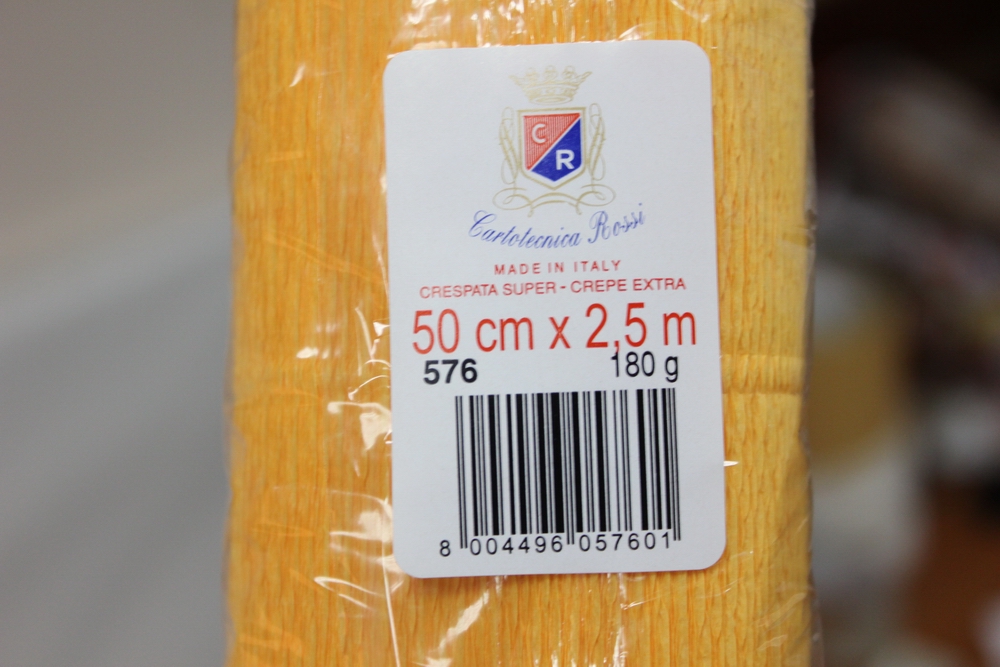 C
R
Cartotecnica Rossi
MADE IN ITALY
CRESPATA SUPER - CREPE EXTRA
50 cm x 2,5 m
576 180 g
8 004496 057601